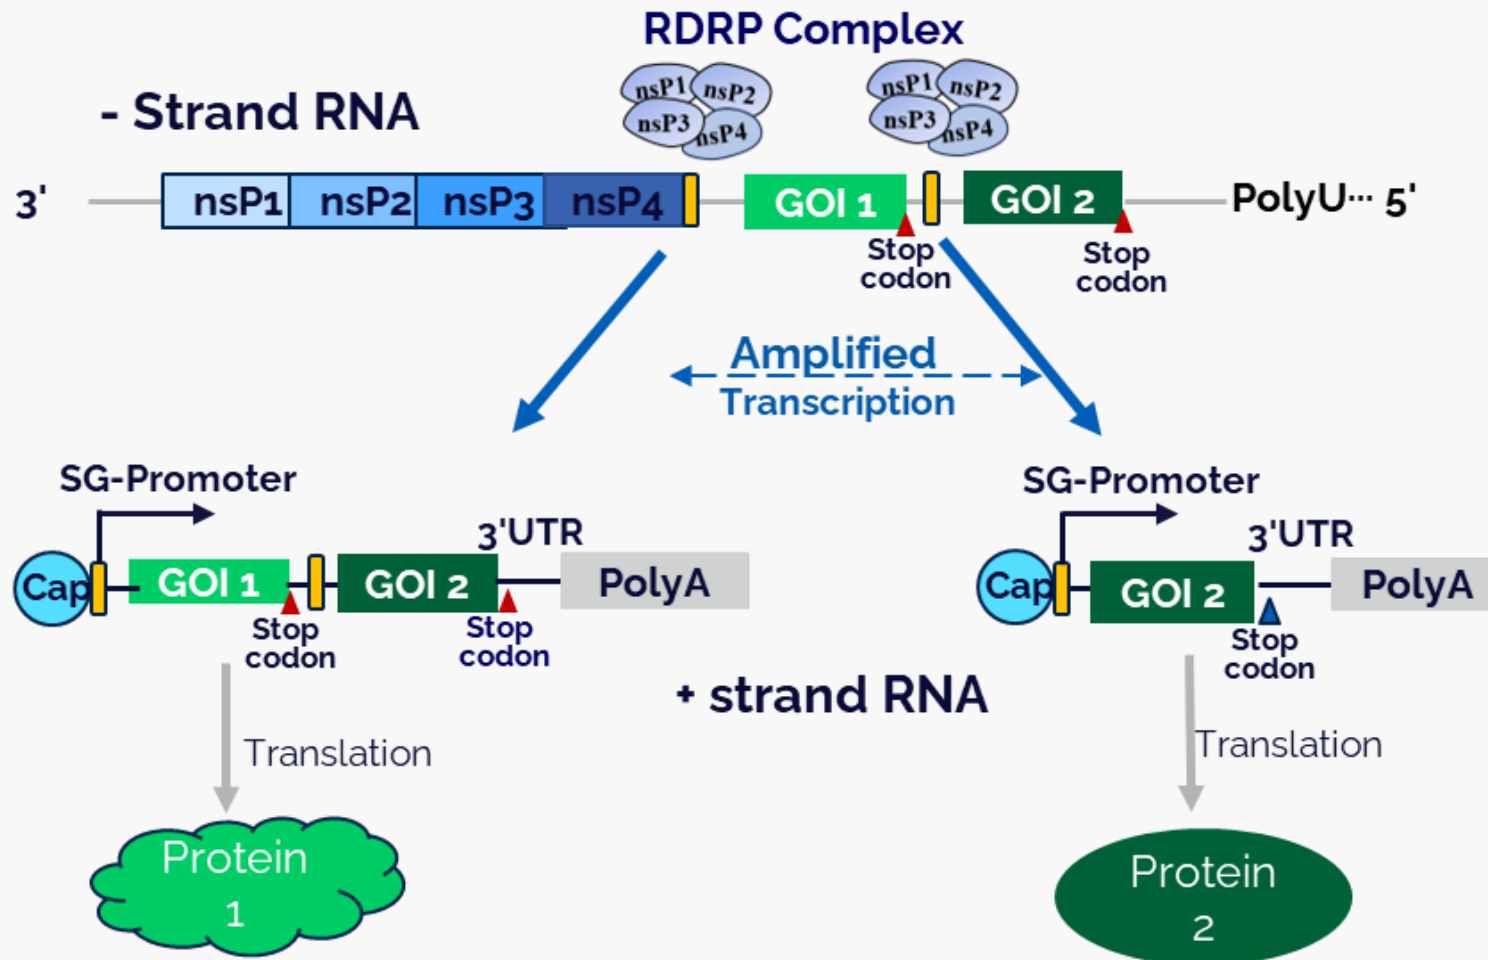 RDRP Complex
nsP1 nsP2
nsP3 nsP4
nsP1 nsP2
nsP3 nsP4
- Strand RNA
3' nsP1 nsP2 nsP3 nsP4 GOI 1 GOI 2 PolyU... 5'
Stop
codon
Stop
codon
Amplified
Transcription
SG-Promoter
3'UTR
Cap GOI 1 GOI 2 PolyA
Stop
codon
Stop
codon
SG-Promoter
3'UTR
Cap GOI 2 PolyA
Stop
codon
+ strand RNA
Translation
Translation
Protein
1
Protein
2